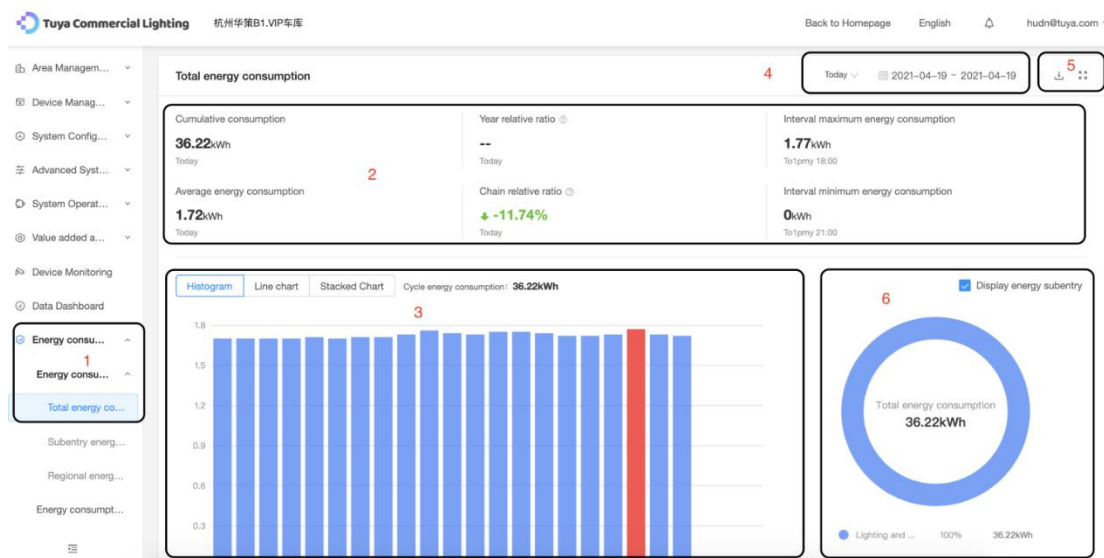 Tuya Commercial Lighting 杭州华策B1.VIP车库 Back to Homepage English hudn@tuya.com
Area Managem...
Device Manag...
System Config...
Advanced Syst...
System Operat...
Value added a...
Device Monitoring
Data Dashboard
Energy consu...
1
Energy consu...
Total energy co...
Subentry energ...
Regional energ...
Energy consumpt...
Total energy consumption
4
Today 2021-04-19 ~ 2021-04-19
5
Cumulative consumption Year relative ratio Interval maximum energy consumption
36.22kWh -- 1.77kWh
Today Today To1pmy 18:00
2
Average energy consumption Chain relative ratio Interval minimum energy consumption
1.72kWh -11.74% 0kWh
Today Today To1pmy 21:00
Histogram Line chart Stacked Chart Cycle energy consumption: 36.22kWh
3
1.8
1.5
1.2
0.9
0.6
0.3
Display energy subentry
6
Total energy consumption
36.22kWh
Lighting and ... 100% 36.22kWh